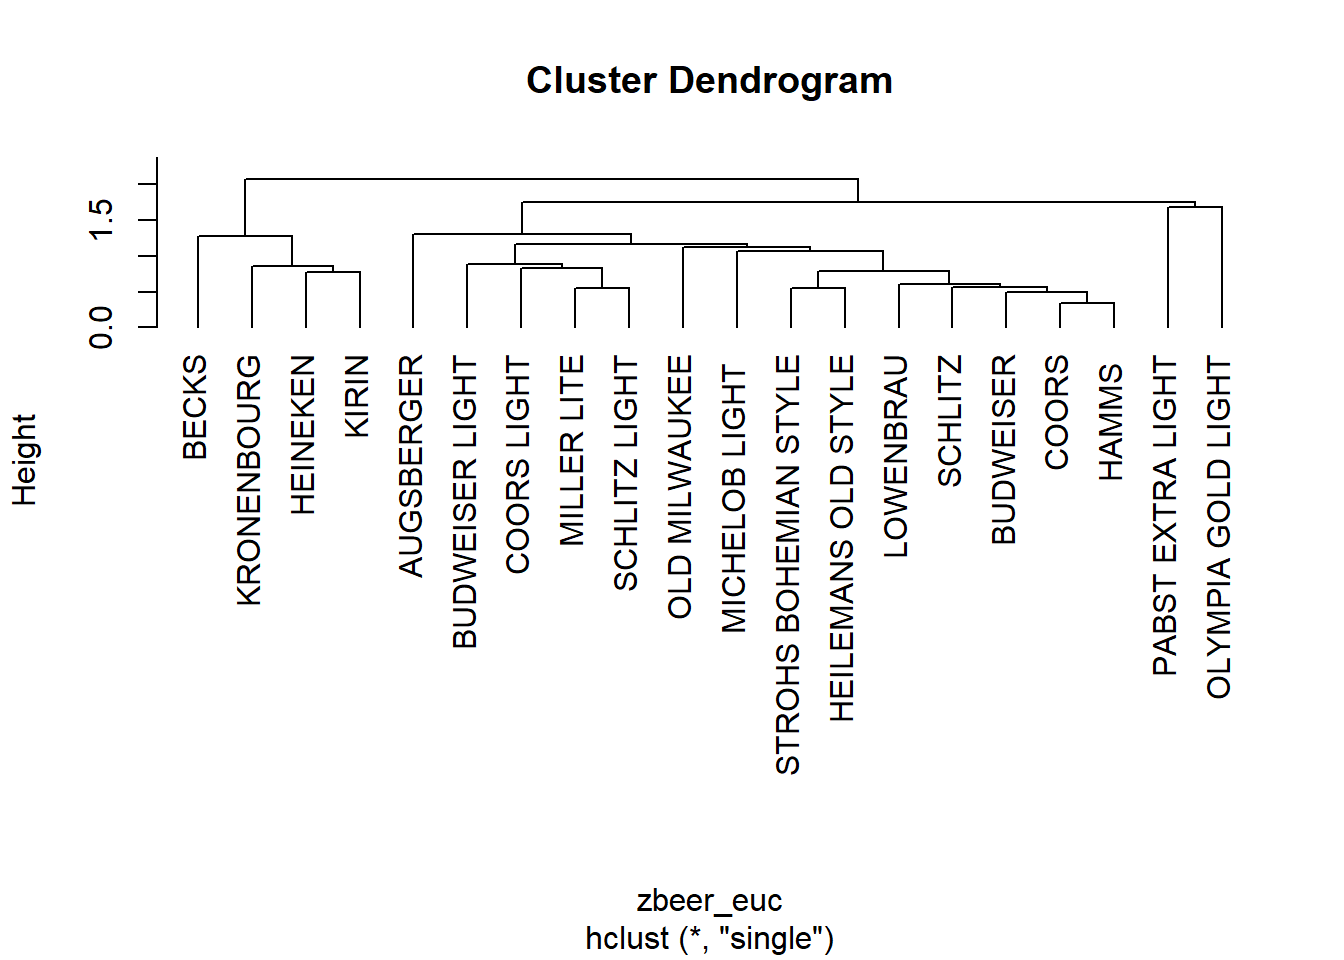 Cluster Dendrogram
Height
1.5
0.0
BECKS
KRONENBOURG
HEINEKEN
KIRIN
AUGSBERGER
BUDWEISER LIGHT
COORS LIGHT
MILLER LITE
SCHLITZ LIGHT
OLD MILWAUKEE
MICHELOB LIGHT
STROHS BOHEMIAN STYLE
HEILEMANS OLD STYLE
LOWENBRAU
SCHLITZ
BUDWEISER
COORS
HAMMS
PABST EXTRA LIGHT
OLYMPIA GOLD LIGHT
zbeer_euc
hclust (*, "single")